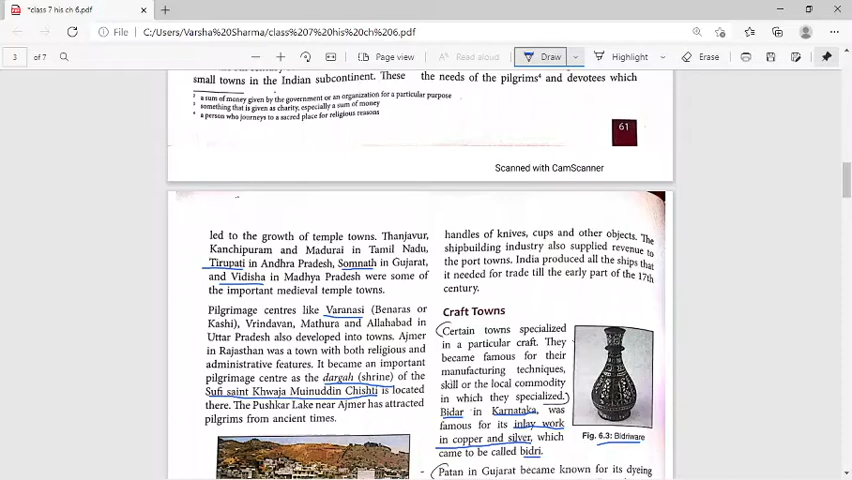 *class 7 his ch 6.pdf
File | C:/Users/Varsha%20Sharma/class%207%20his%20ch%206.pdf
3 of 7
Page view
Read aloud
Draw
Highlight
Erase
small towns in the Indian subcontinent. These
the needs of the pilgrims⁴ and devotees which
² a sum of money given by the government or an organization for a particular purpose
³ something that is given as charity, especially a sum of money
⁴ a person who journeys to a sacred place for religious reasons
61
Scanned with CamScanner
led to the growth of temple towns. Thanjavur,
Kanchipuram and Madurai in Tamil Nadu,
Tirupati in Andhra Pradesh, Somnath in Gujarat,
and Vidisha in Madhya Pradesh were some of
the important medieval temple towns.
Pilgrimage centres like Varanasi (Benaras or
Kashi), Vrindavan, Mathura and Allahabad in
Uttar Pradesh also developed into towns. Ajmer
in Rajasthan was a town with both religious and
administrative features. It became an important
pilgrimage centre as the dargah (shrine) of the
Sufi saint Khwaja Muinuddin Chishti is located
there. The Pushkar Lake near Ajmer has attracted
pilgrims from ancient times.
handles of knives, cups and other objects. The
shipbuilding industry also supplied revenue to
the port towns. India produced all the ships that
it needed for trade till the early part of the 17th
century.
Craft Towns
Certain towns specialized
in a particular craft. They
became famous for their
manufacturing techniques,
skill or the local commodity
in which they specialized.
Bidar in Karnataka, was
famous for its inlay work
in copper and silver, which
came to be called bidri.
Fig. 6.3: Bidriware
Patan in Gujarat became known for its dyeing